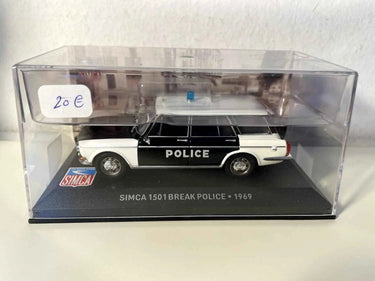 20€
POLICE
SIMCA
SIMCA 1501 BREAK POLICE • 1969